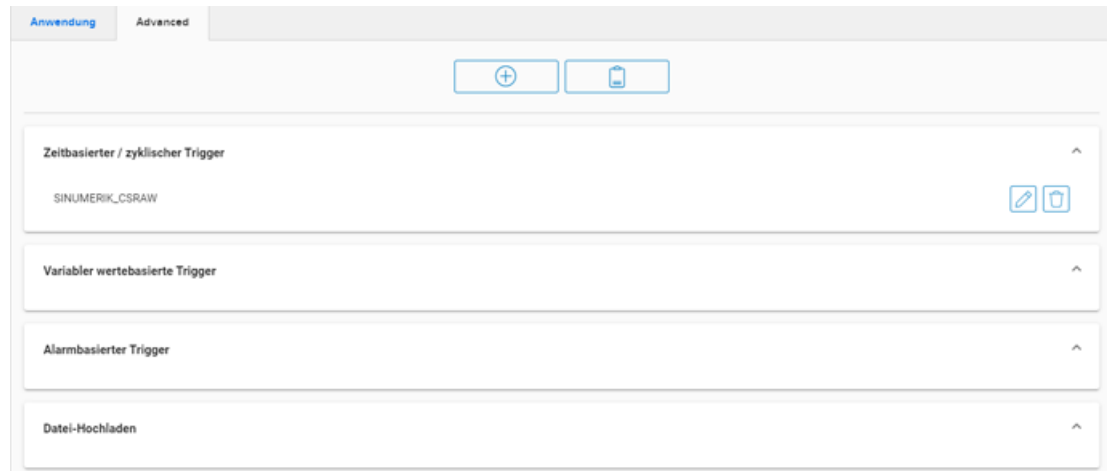 Anwendung Advanced
Zeitbasierter / zyklischer Trigger
SINUMERIK_CSRAW
Variabler wertebasierte Trigger
Alarmbasierter Trigger
Datei-Hochladen